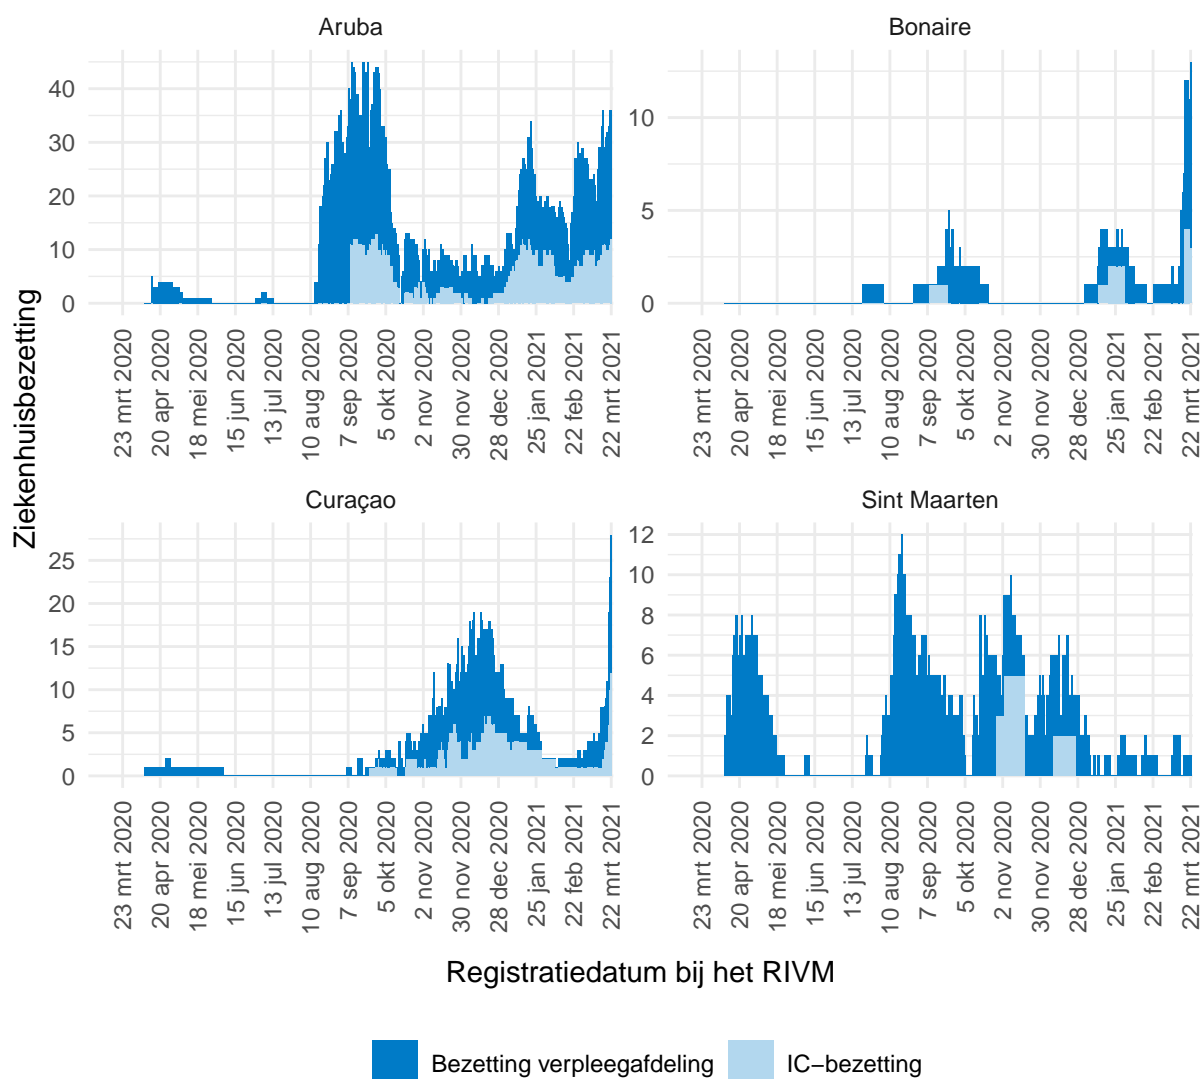 Aruba
Bonaire
40
30
20
10
0
10
5
0
23 mrt 2020
20 apr 2020
18 mei 2020
15 jun 2020
13 jul 2020
10 aug 2020
7 sep 2020
5 okt 2020
2 nov 2020
30 nov 2020
28 dec 2020
25 jan 2021
22 feb 2021
22 mrt 2021
23 mrt 2020
20 apr 2020
18 mei 2020
15 jun 2020
13 jul 2020
10 aug 2020
7 sep 2020
5 okt 2020
2 nov 2020
30 nov 2020
28 dec 2020
25 jan 2021
22 feb 2021
22 mrt 2021
Ziekenhuisbezetting
Curaçao
Sint Maarten
25
20
15
10
5
0
12
10
8
6
4
2
0
23 mrt 2020
20 apr 2020
18 mei 2020
15 jun 2020
13 jul 2020
10 aug 2020
7 sep 2020
5 okt 2020
2 nov 2020
30 nov 2020
28 dec 2020
25 jan 2021
22 feb 2021
22 mrt 2021
23 mrt 2020
20 apr 2020
18 mei 2020
15 jun 2020
13 jul 2020
10 aug 2020
7 sep 2020
5 okt 2020
2 nov 2020
30 nov 2020
28 dec 2020
25 jan 2021
22 feb 2021
22 mrt 2021
Registratiedatum bij het RIVM
Bezetting verpleegafdeling
IC−bezetting